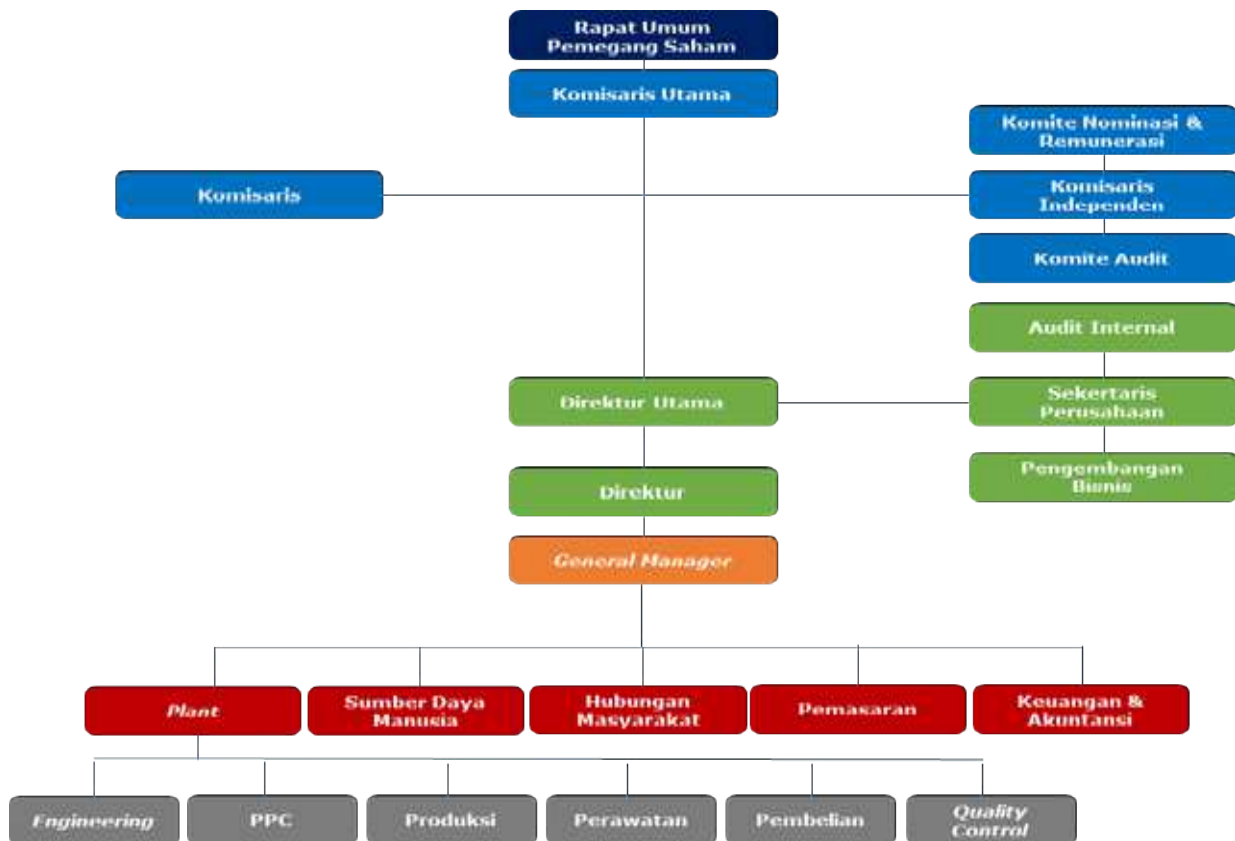 Rapat Umum
Pemegang Saham
Komisaris Utama
Komite Nominasi &
Remunerasi
Komisaris
Komisaris
Independen
Komite Audit
Audit Internal
Direktur Utama
Sekertaris
Perusahaan
Pengembangan
Bisnis
Direktur
General Manager
Plant
Sumber Daya
Manusia
Hubungan
Masyarakat
Pemasaran
Keuangan &
Akuntansi
Engineering
PPC
Produksi
Perawatan
Pembelian
Quality
Control